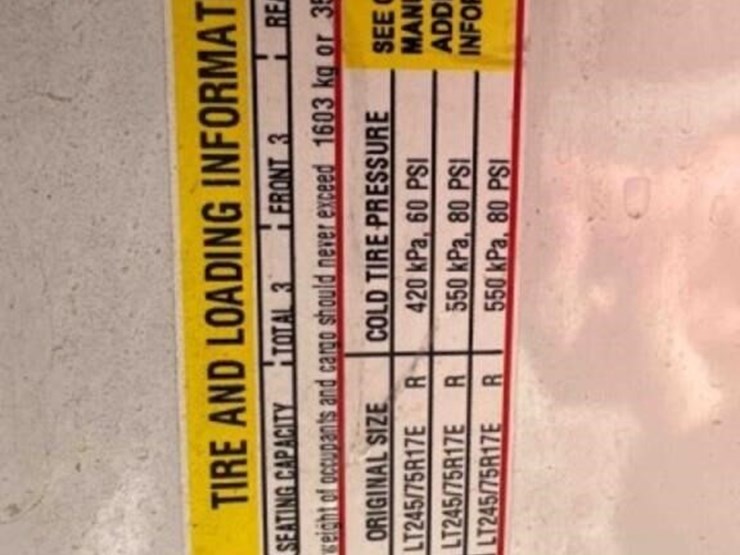 TIRE AND LOADING INFORMAT
SEATING CAPACITY TOTAL 3 FRONT 3
weight of occupants and cargo should never exceed 1603 kg or
ORIGINAL SIZE COLD TIRE PRESSURE SEE
LT245/75R17E R 420 kPa, 60 PSI
LT245/75R17E R 550 kPa, 80 PSI
LT245/75R17E R 550 kPa, 80 PSI